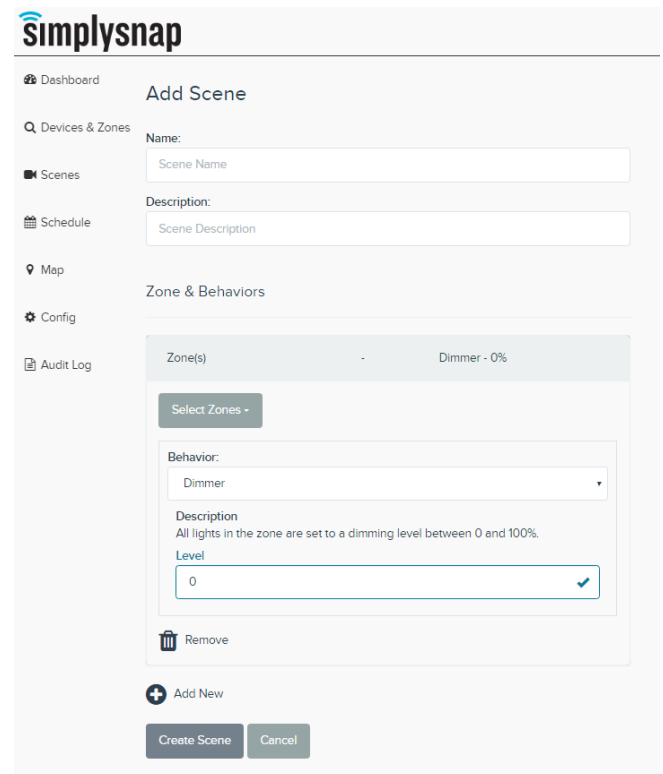 simplysnap
Dashboard
Devices & Zones
Scenes
Schedule
Map
Config
Audit Log
Add Scene
Name:
Scene Name
Description:
Scene Description
Zone & Behaviors
Zone(s) - Dimmer - 0%
Select Zones
Behavior:
Dimmer
Description
All lights in the zone are set to a dimming level between 0 and 100%.
Level
0
Remove
Add New
Create Scene Cancel